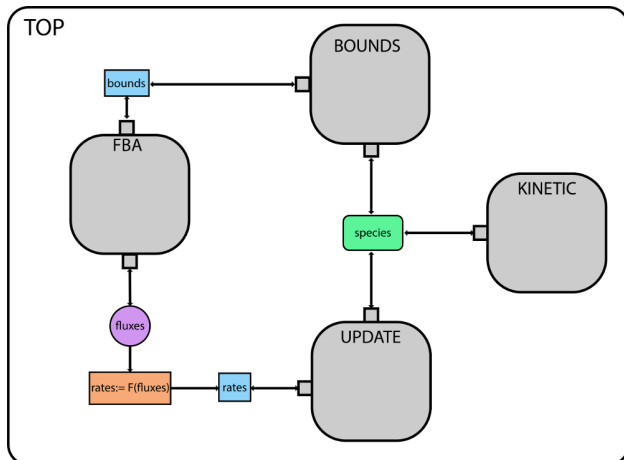 TOP
BOUNDS
bounds
FBA
KINETIC
species
fluxes
UPDATE
rates:= F(fluxes)
rates